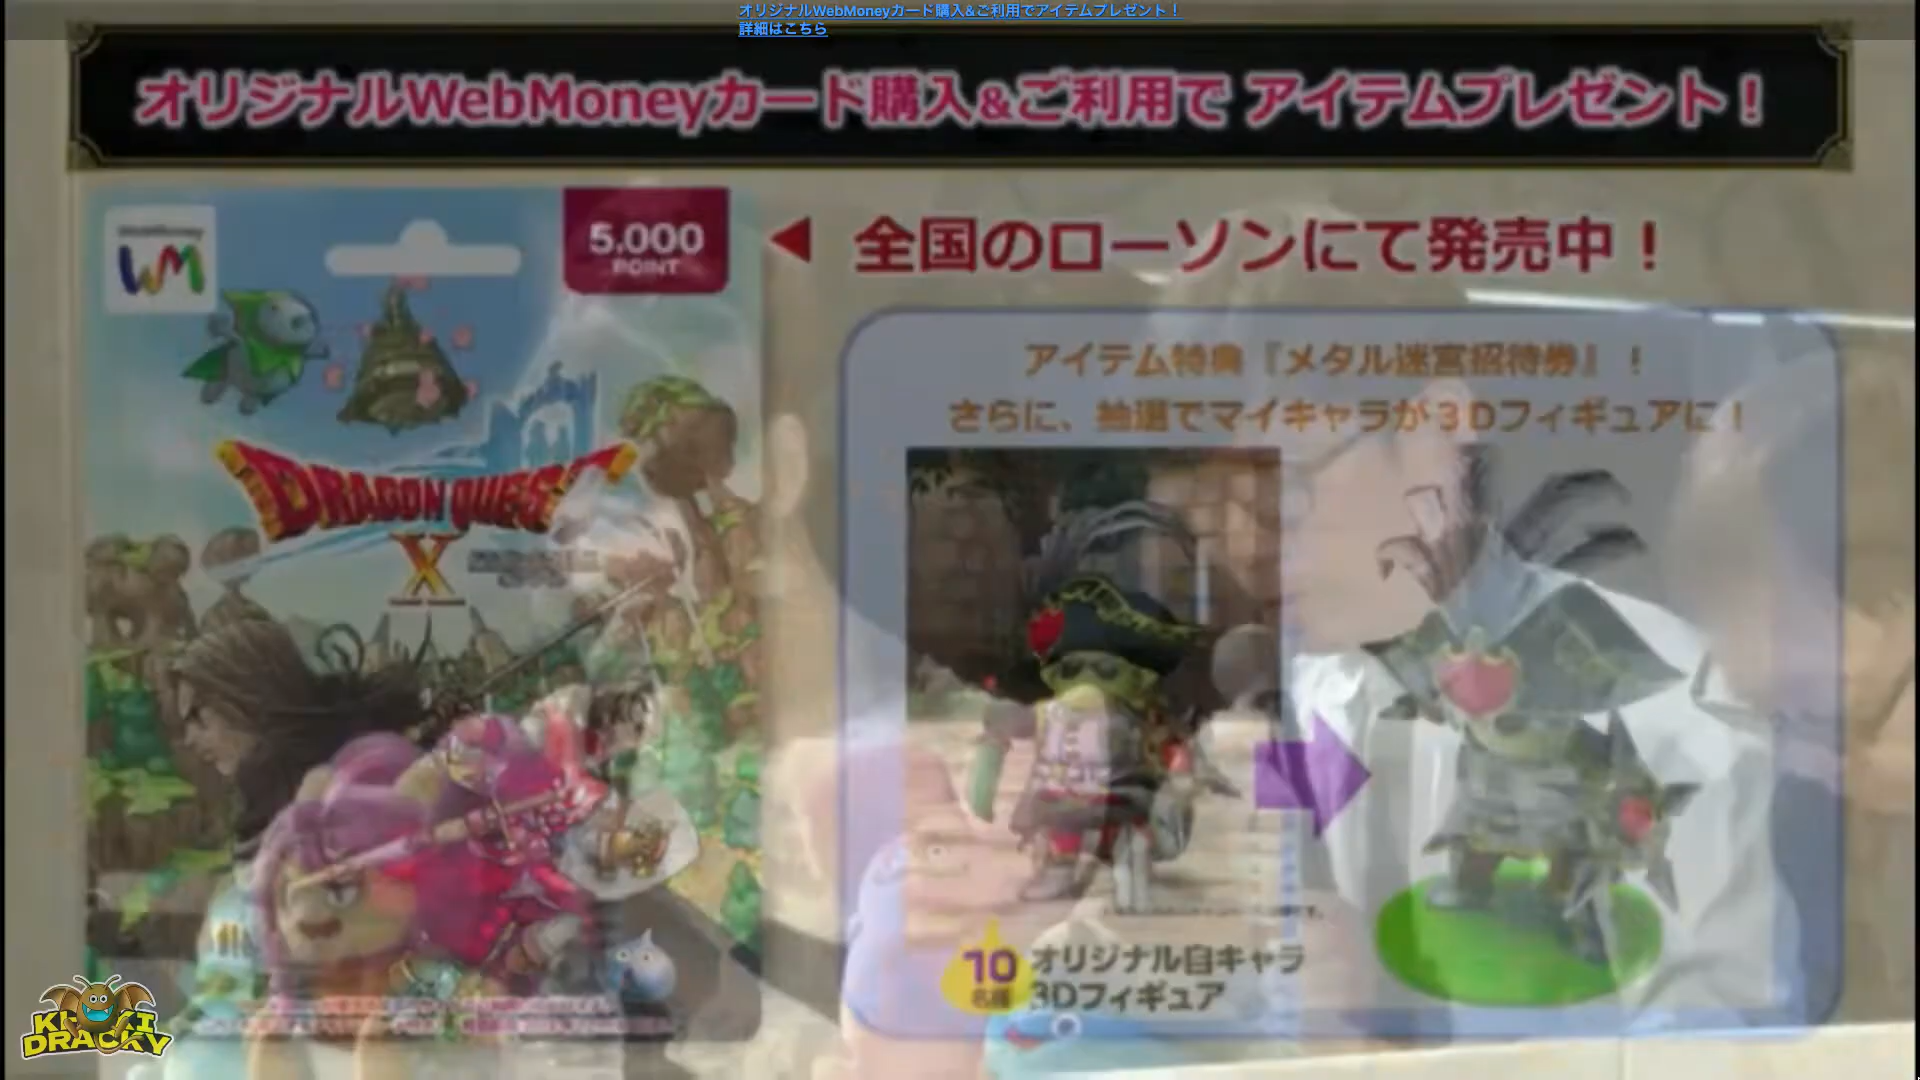 オリジナルWebMoneyカード購入&ご利用でアイテムプレゼント！
詳細はこちら
オリジナルWebMoneyカード購入&ご利用で アイテムプレゼント！
WebMoney
WM
5,000
POINT
全国のローソンにて発売中！
アイテム特典『メタル迷宮招待券』！
さらに、抽選でマイキャラが3Dフィギュアに！
DRAGON QUEST
X
10
名様
オリジナル自キャラ
3Dフィギュア
DRACKY